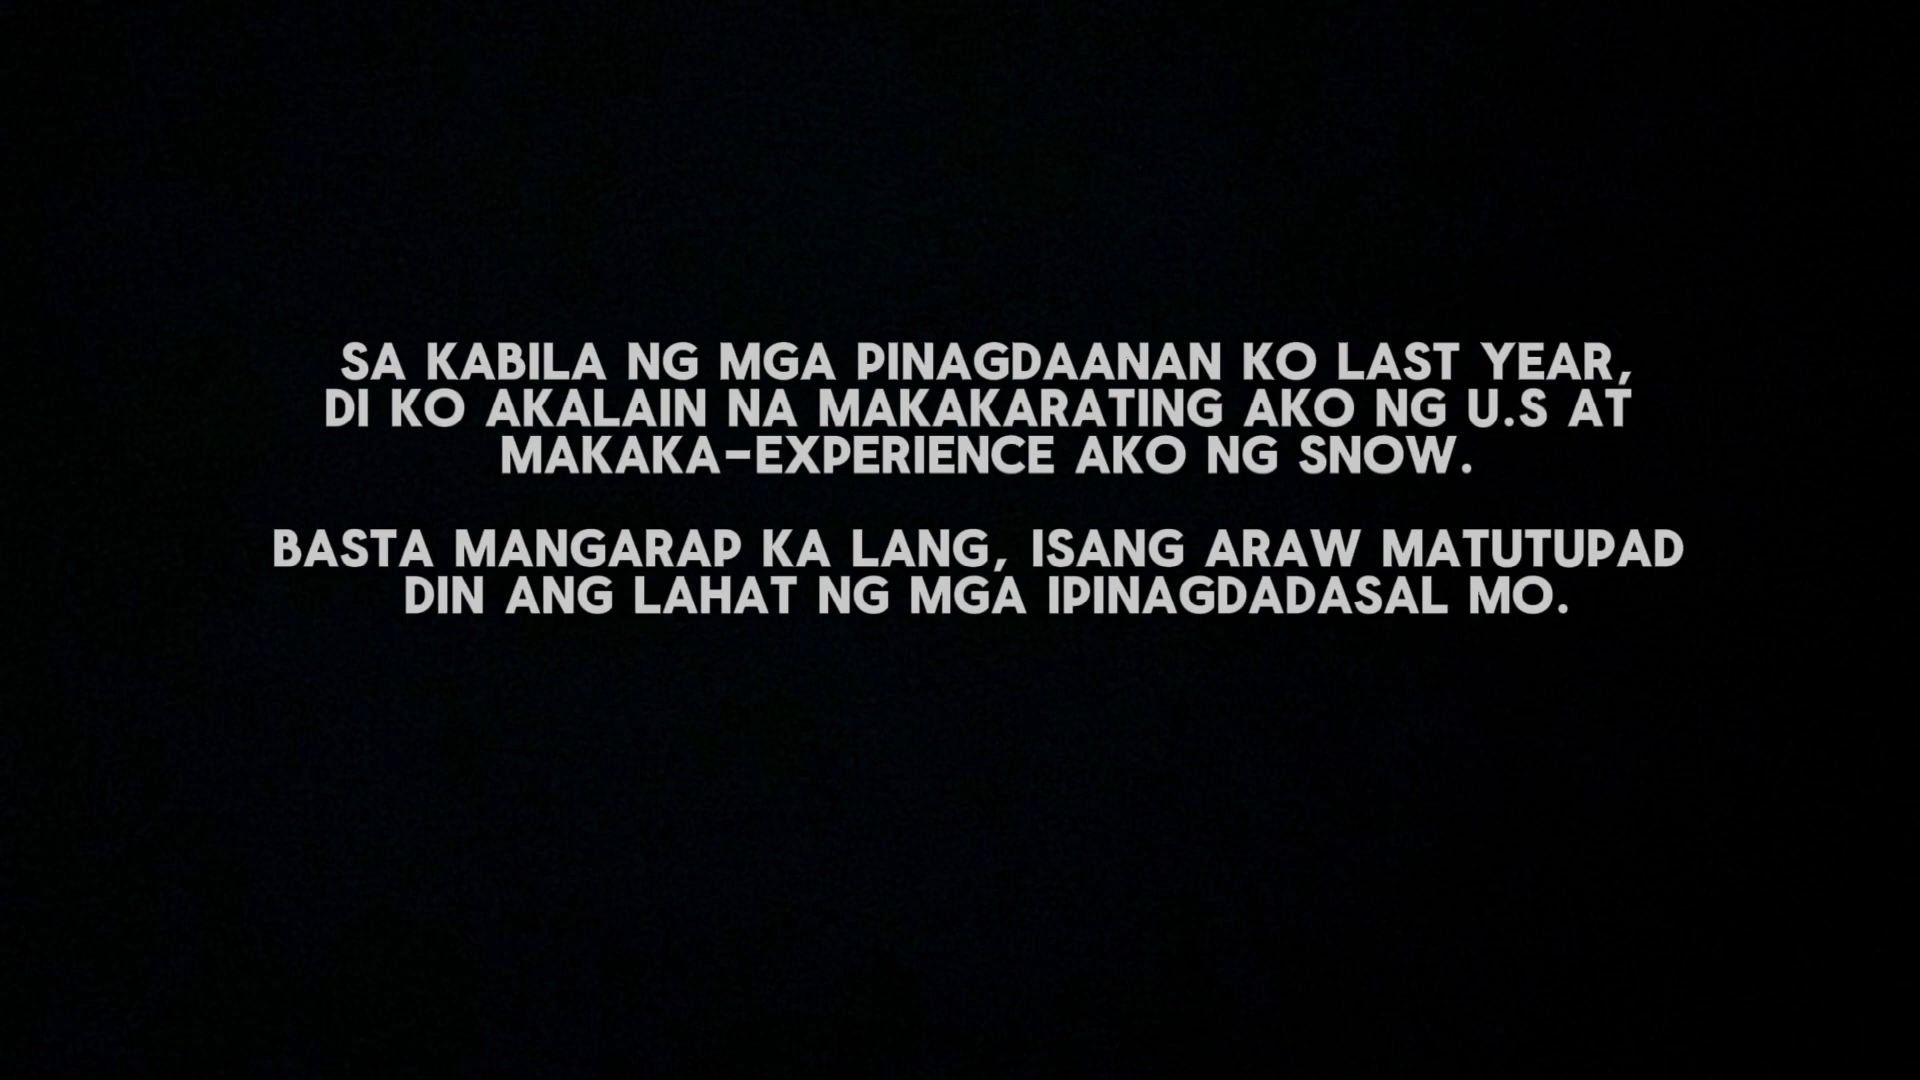 SA KABILA NG MGA PINAGDAANAN KO LAST YEAR,
DI KO AKALAIN NA MAKAKARATING AKO NG U.S AT
MAKAKA-EXPERIENCE AKO NG SNOW.
BASTA MANGARAP KA LANG, ISANG ARAW MATUTUPAD
DIN ANG LAHAT NG MGA IPINAGDADASAL MO.